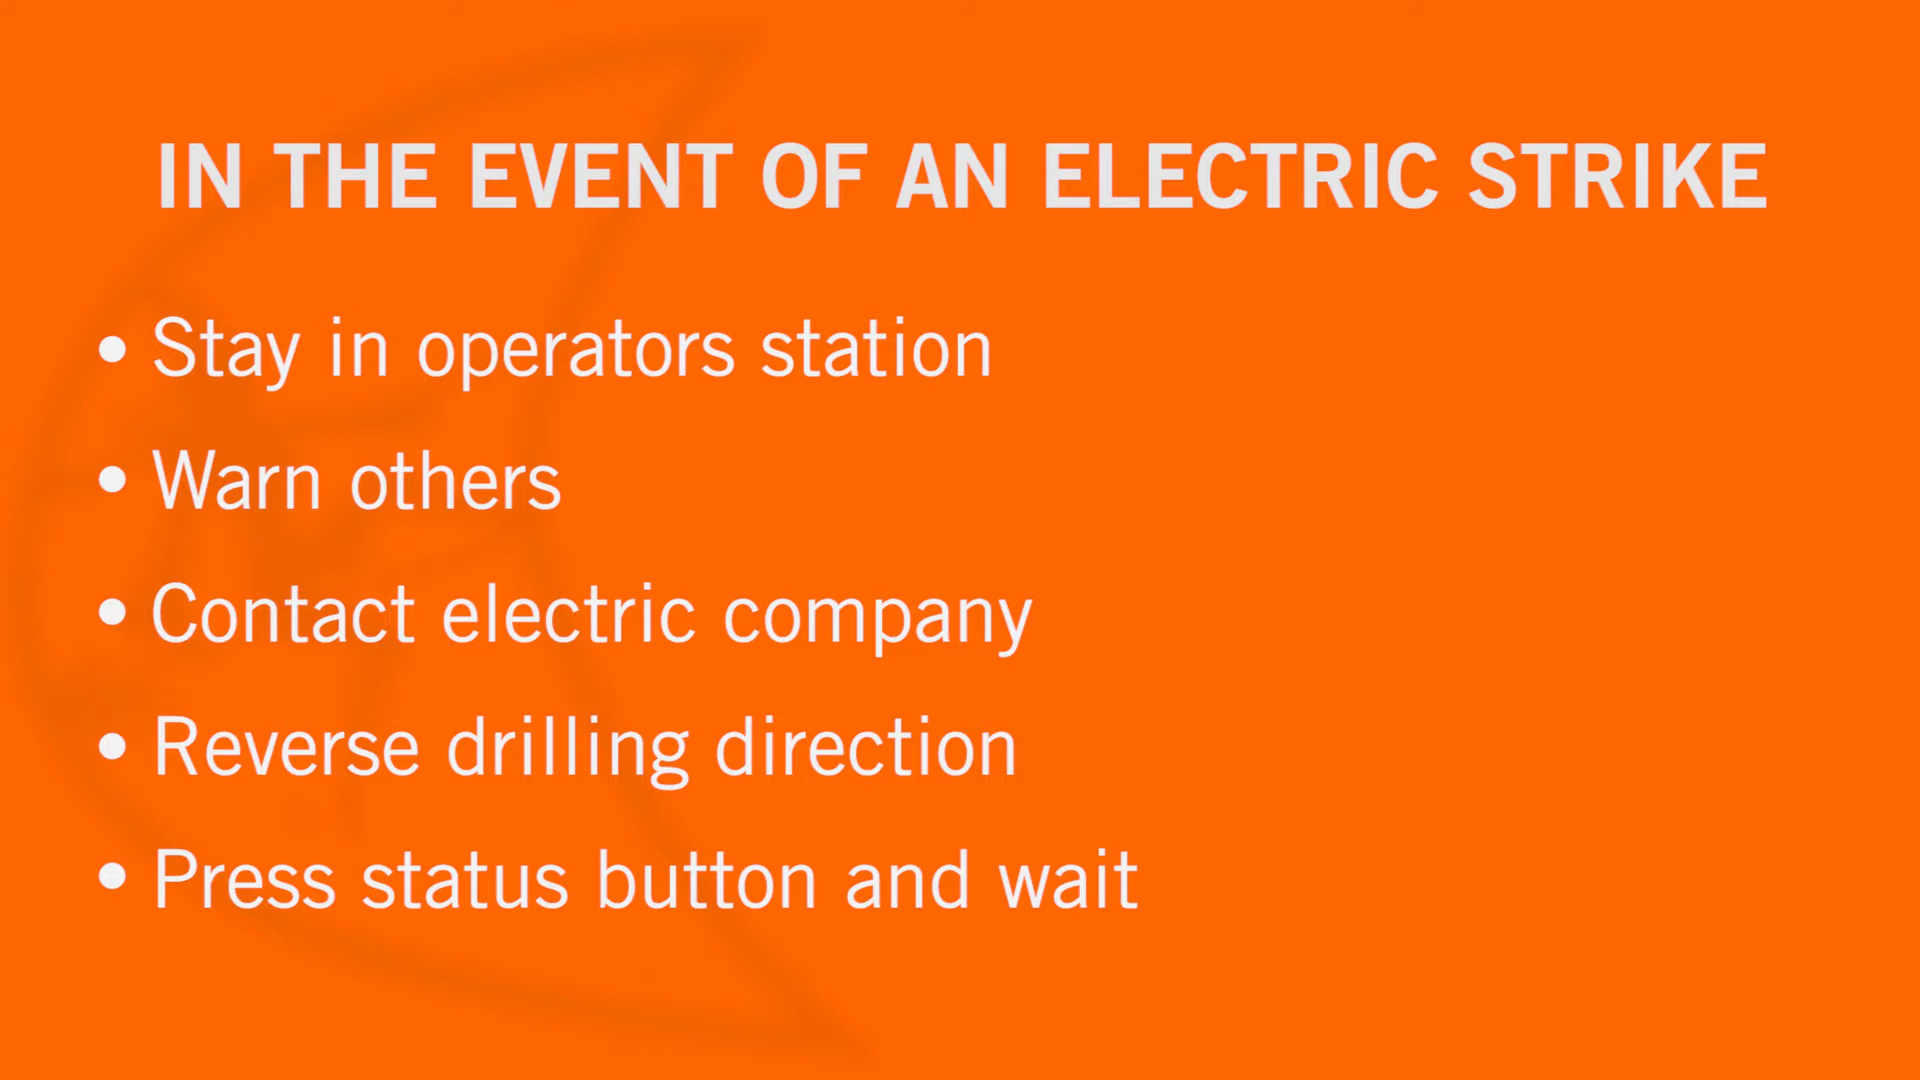 IN THE EVENT OF AN ELECTRIC STRIKE
• Stay in operators station
• Warn others
• Contact electric company
• Reverse drilling direction
• Press status button and wait